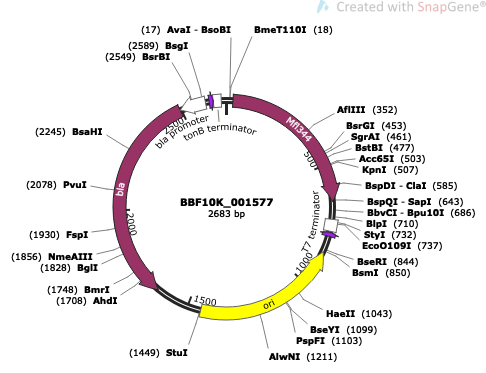 Created with SnapGene®
(17) AvaI - BsoBI
BmeT110I (18)
(2589) BsgI
(2549) BsrBI
(2245) BsaHI
(2078) PvuI
(1930) FspI
(1856) NmeAIII
(1828) BglI
(1748) BmrI
(1708) AhdI
(1449) StuI
AflIII (352)
BsrGI (453)
SgrAI (461)
BstBI (477)
Acc65I (503)
KpnI (507)
BspDI - ClaI (585)
BspQI - SapI (643)
BbvCI - Bpu10I (686)
BlpI (710)
StyI (732)
EcoO109I (737)
BseRI (844)
BsmI (850)
HaeII (1043)
BseYI (1099)
PspFI (1103)
AlwNI (1211)
BBF10K_001577
2683 bp
Mfl344
T7 terminator
ori
bla
bla promoter
tonB terminator
500
1000
1500
2000
2500